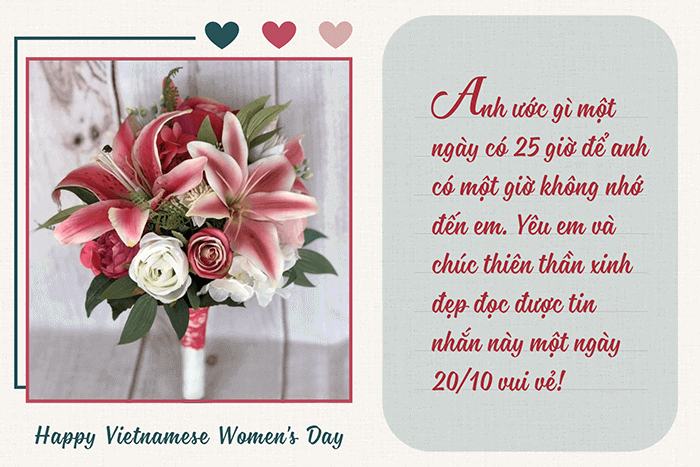 Anh ước gì một
ngày có 25 giờ để anh
có một giờ không nhớ
đến em. Yêu em và
chúc thiên thần xinh
đẹp đọc được tin
nhắn này một ngày
20/10 vui vẻ!
Happy Vietnamese Women's Day